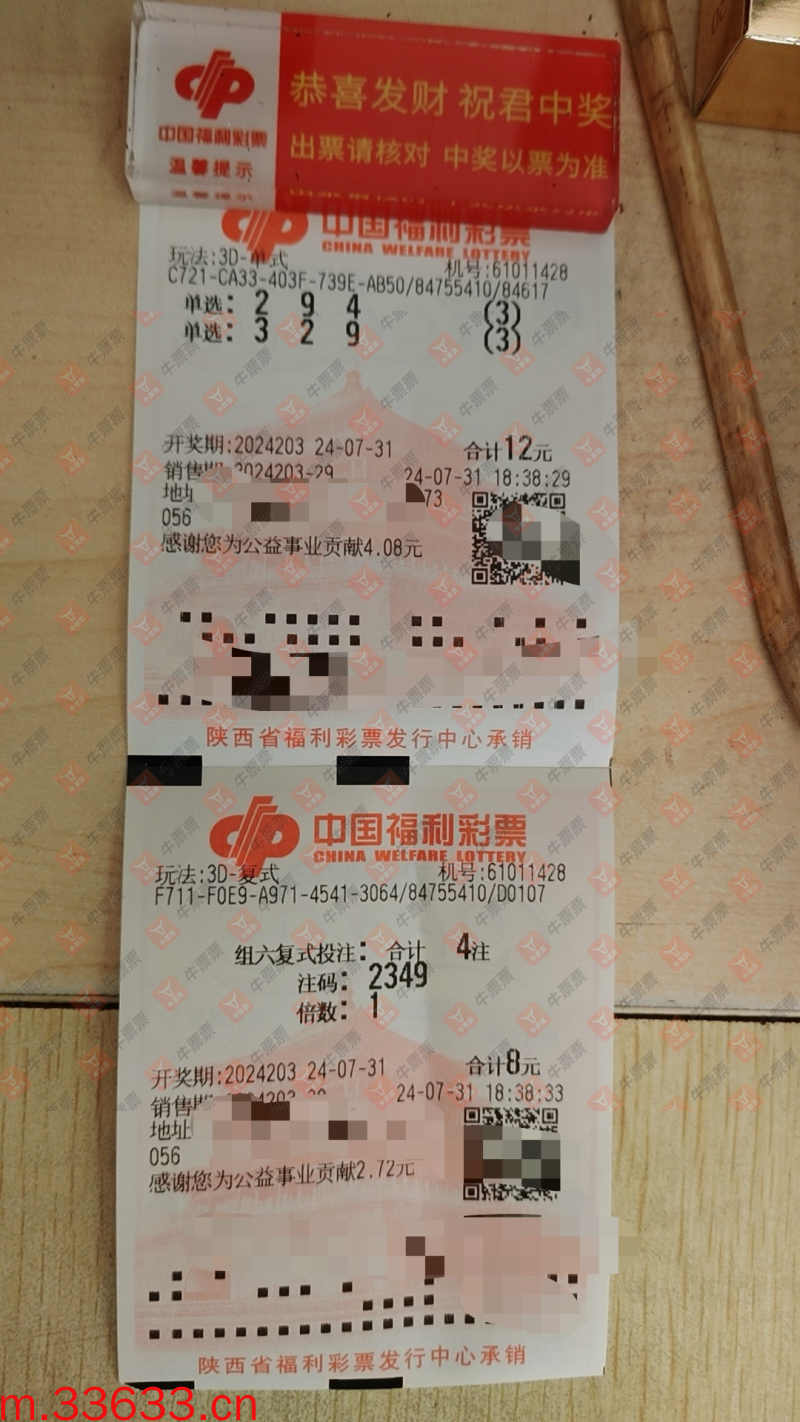 中国福利彩票
温馨提示
恭喜发财 祝君中奖
出票请核对 中奖以票为准
中国福利彩票
CHINA WELFARE LOTTERY
玩法:3D-单式 机号:61011428
C721-CA33-403F-739E-AB50/84755410/84617
单选: 2 9 4 (3)
单选: 3 2 9 (3)
开奖期:2024203 24-07-31 合计12元
销售期:2024203-29 24-07-31 18:38:29
地址 73
056
感谢您为公益事业贡献4.08元
陕西省福利彩票发行中心承销
中国福利彩票
CHINA WELFARE LOTTERY
玩法:3D-复式 机号:61011428
F711-F0E9-A971-4541-3064/84755410/D0107
组六复式投注: 合计 4注
注码: 2349
倍数: 1
开奖期:2024203 24-07-31 合计8元
销售 24-07-31 18:38:33
地址
056
感谢您为公益事业贡献2.72元
陕西省福利彩票发行中心承销
牛票票
m.33633.cn